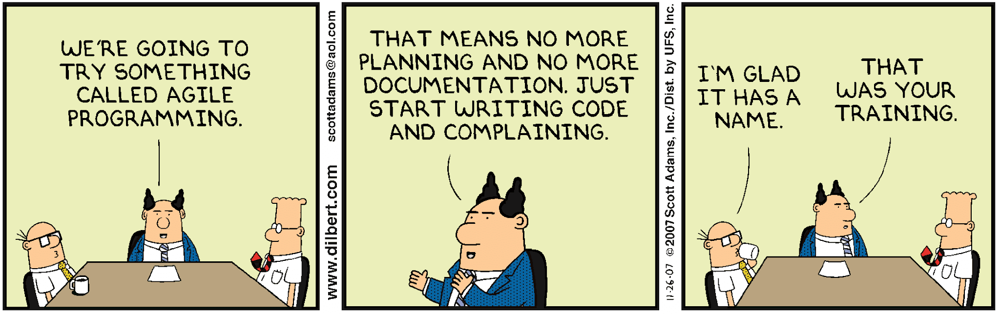 WE'RE GOING TO
TRY SOMETHING
CALLED AGILE
PROGRAMMING.
www.dilbert.com scottadams@aol.com
THAT MEANS NO MORE
PLANNING AND NO MORE
DOCUMENTATION. JUST
START WRITING CODE
AND COMPLAINING.
11-26-07 © 2007 Scott Adams, Inc./Dist. by UFS, Inc.
I'M GLAD
IT HAS A
NAME.
THAT
WAS YOUR
TRAINING.